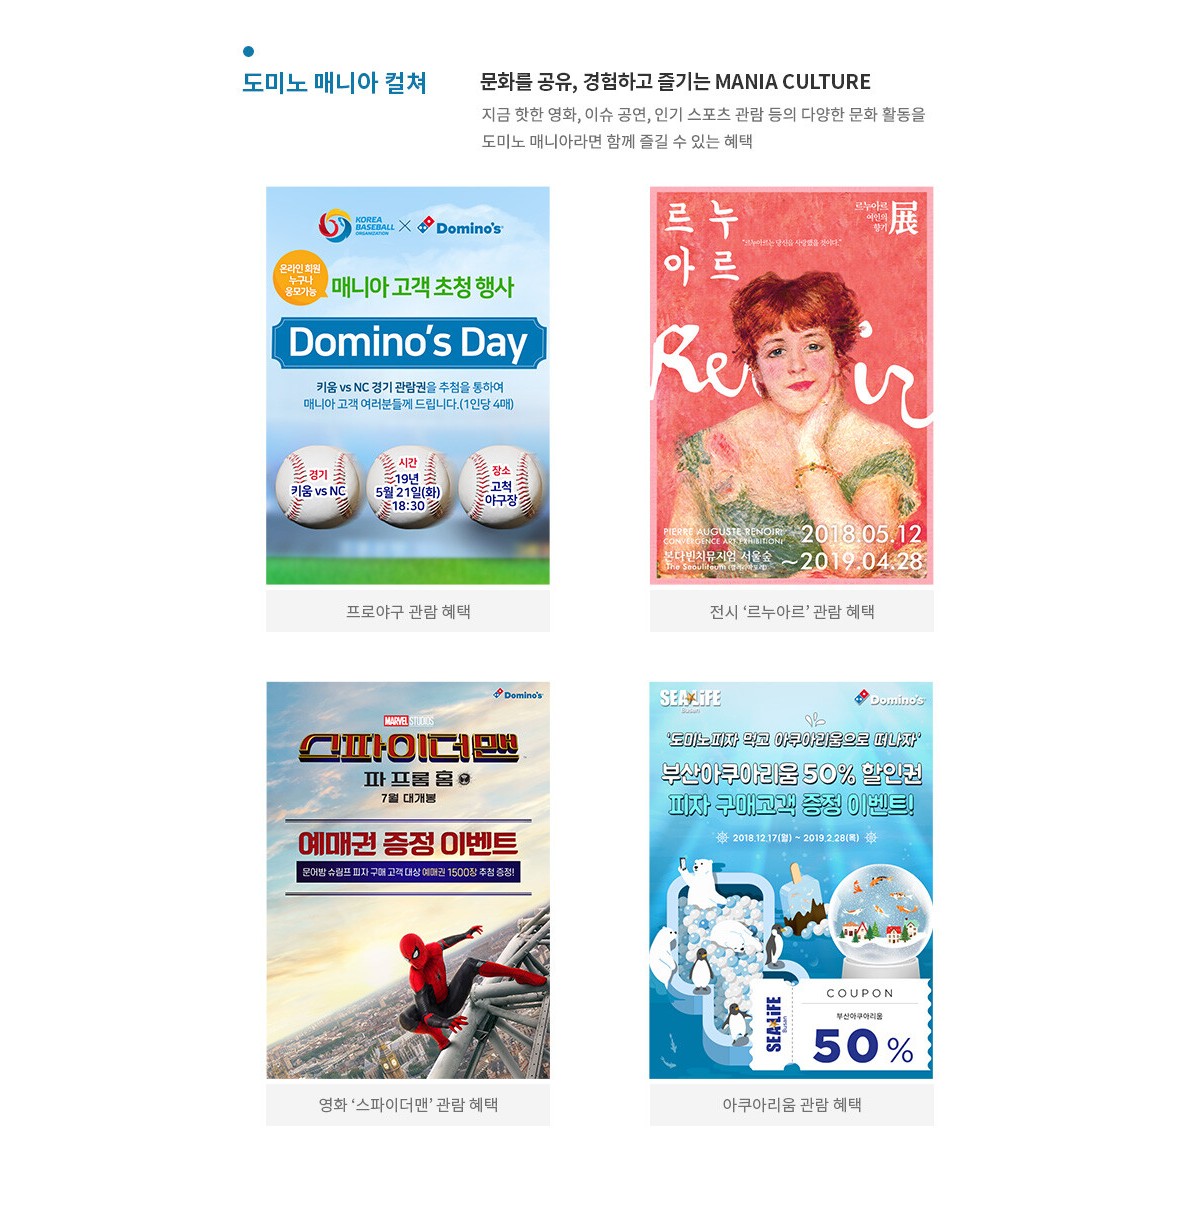 도미노 매니아 컬쳐
문화를 공유, 경험하고 즐기는 MANIA CULTURE
지금 핫한 영화, 이슈 공연, 인기 스포츠 관람 등의 다양한 문화 활동을
도미노 매니아라면 함께 즐길 수 있는 혜택
KOREA
BASEBALL
ORGANIZATION
Domino's
온라인 회원
누구나
응모가능
매니아 고객 초청 행사
Domino's Day
키움 vs NC 경기 관람권을 추첨을 통하여
매니아 고객 여러분들께 드립니다.(1인당 4매)
경기
키움 vs NC
시간
19년
5월 21일(화)
18:30
장소
고척
야구장
프로야구 관람 혜택
르누
아르
르누아르
여인의
향기
展
"르누아르는 당신을 사랑했을 것이다."
Renoir
PIERRE AUGUSTE RENOIR:
CONVERGENCE ART EXHIBITION
본다빈치뮤지엄 서울숲
The Seouliteum
2018.05.12
~2019.04.28
전시 ‘르누아르’ 관람 혜택
Domino's
MARVEL STUDIOS
스파이더맨
파 프롬 홈
7월 대개봉
예매권 증정 이벤트
문어밤 슈림프 피자 구매 고객 대상 예매권 1500장 추첨 증정!
영화 ‘스파이더맨’ 관람 혜택
SEA LIFE
Busan
Domino's
'도미노피자 먹고 아쿠아리움으로 떠나자'
부산아쿠아리움 50% 할인권
피자 구매고객 증정 이벤트!
2018.12.17(월) ~ 2019.2.28(목)
SEA LIFE
Busan
COUPON
부산아쿠아리움
50%
아쿠아리움 관람 혜택